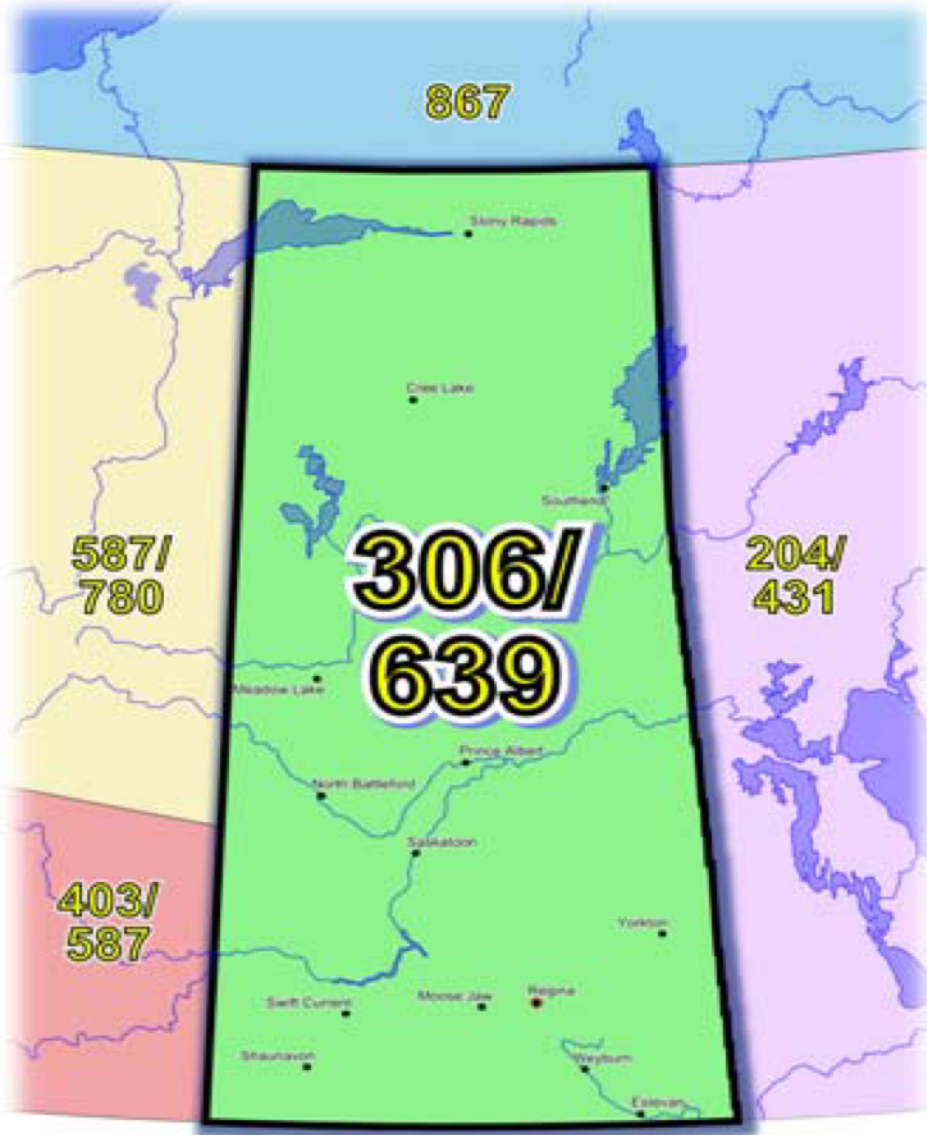 867
Stony Rapids
Cree Lake
Southend
587/
780
306/
639
204/
431
Meadow Lake
Prince Albert
North Battleford
Saskatoon
403/
587
Yorkton
Swift Current
Moose Jaw
Regina
Shaunavon
Weyburn
Estevan